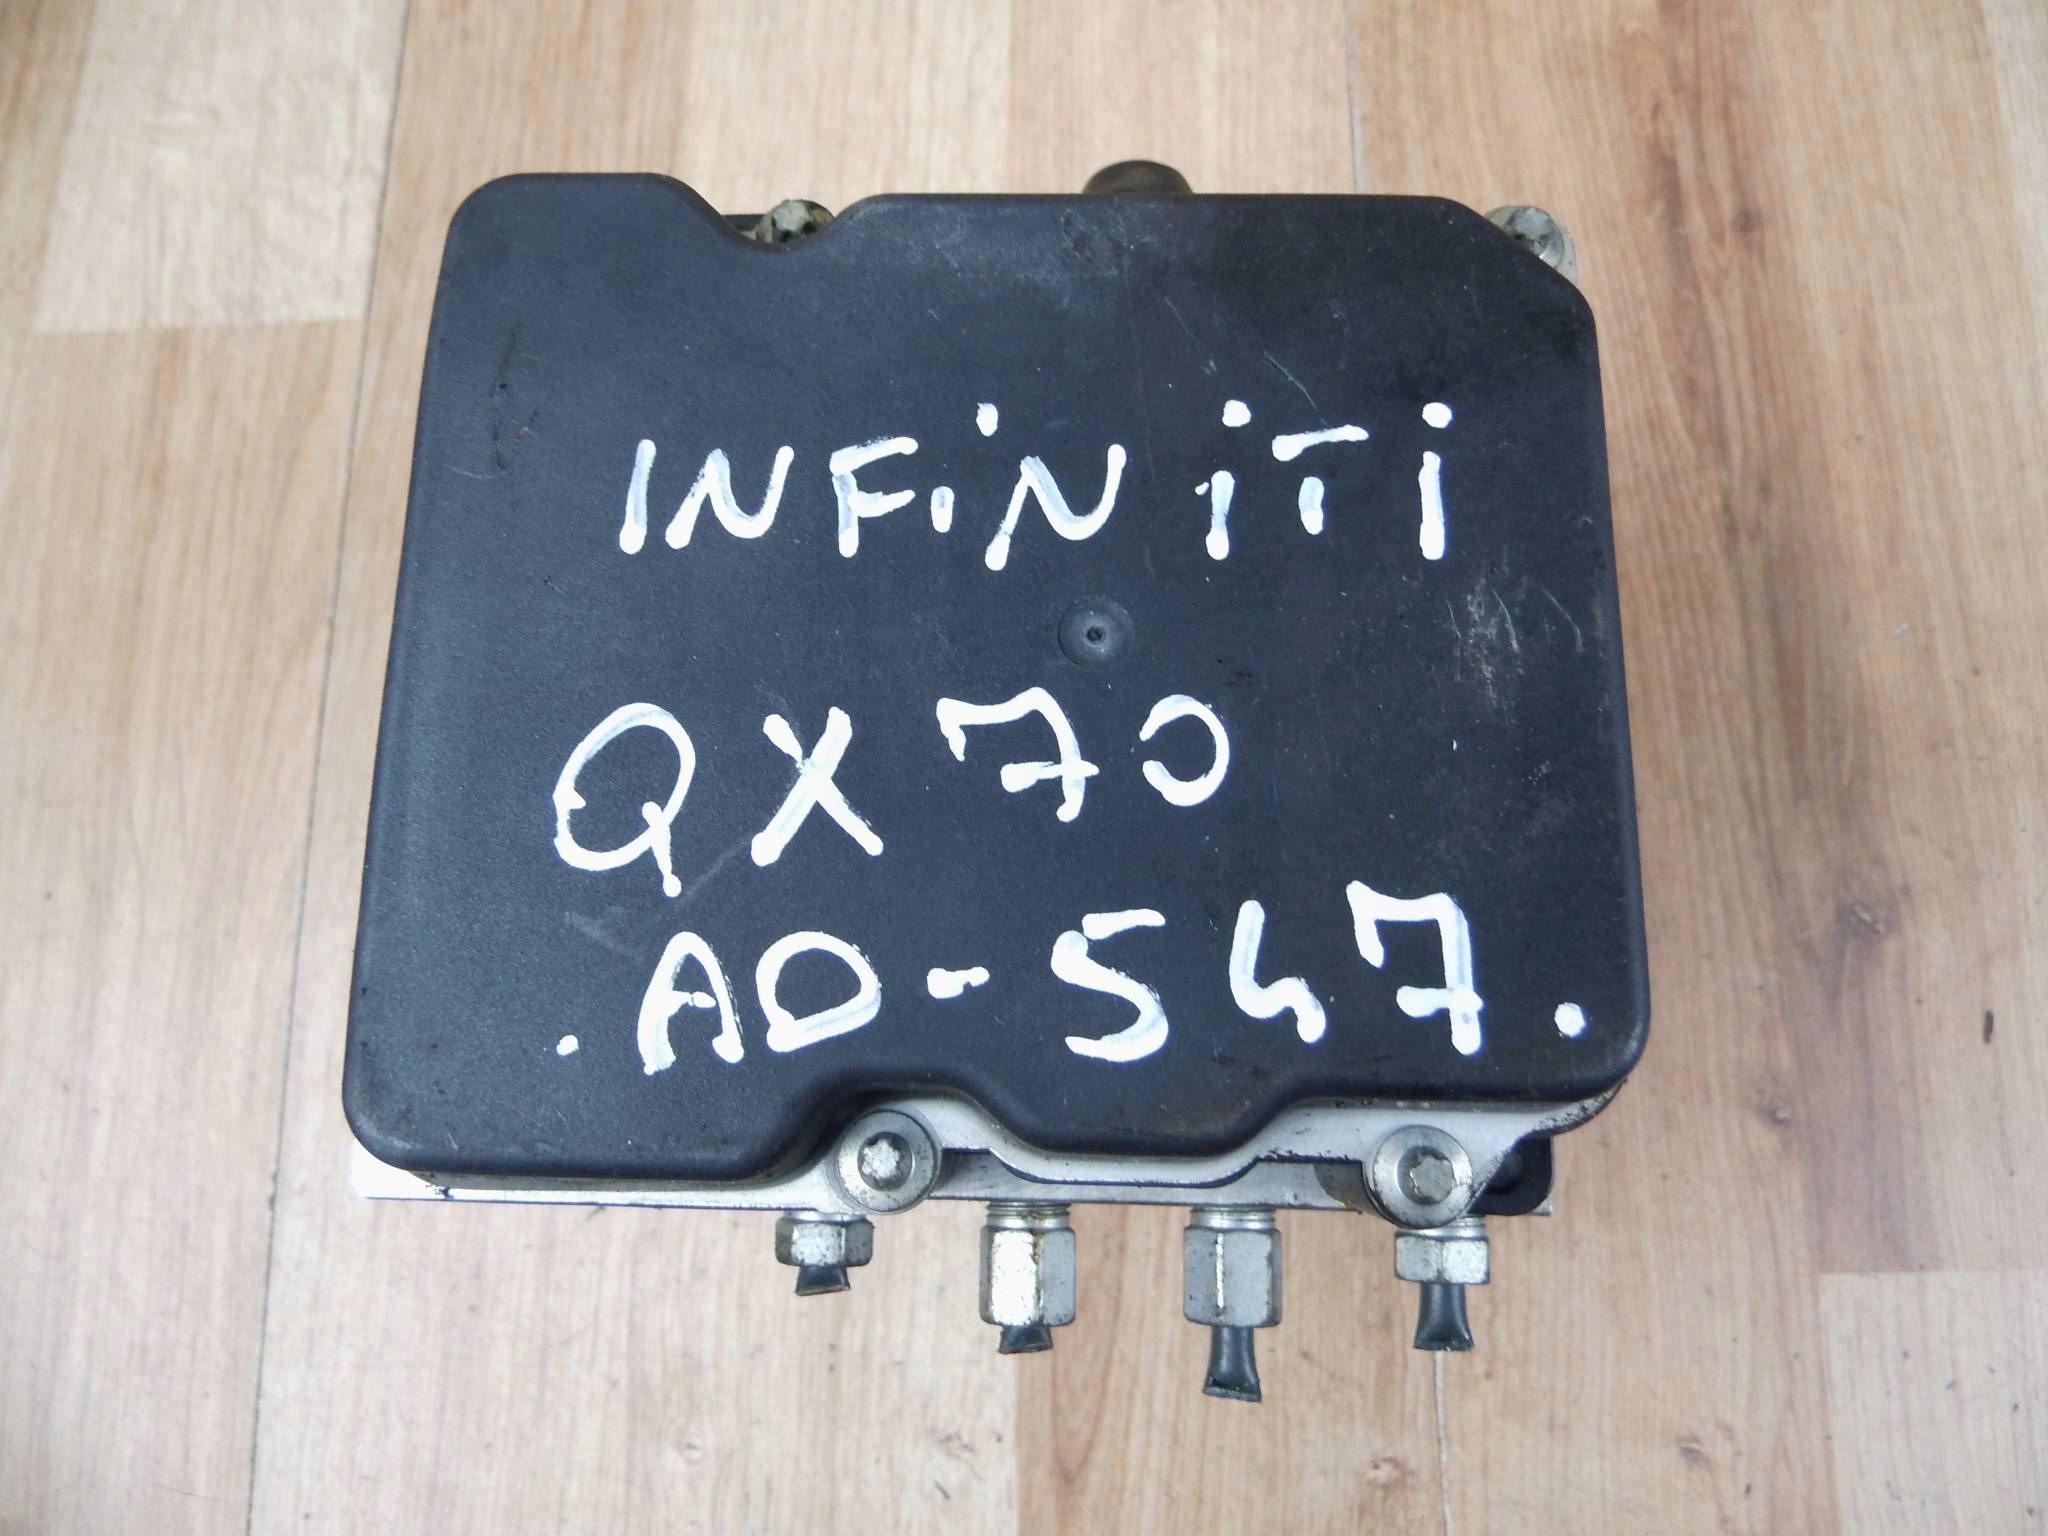 INFiNiTi
QX70
.AD-547.